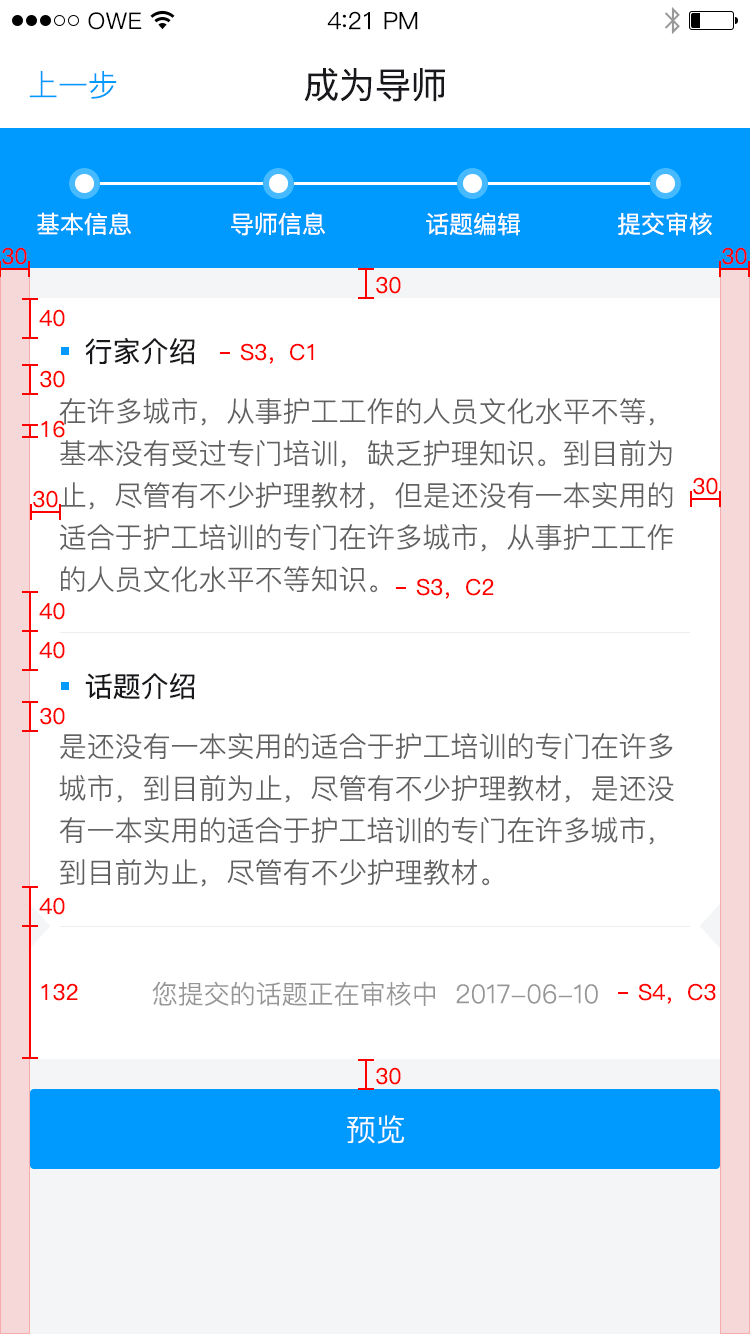 OWE 4:21 PM
上一步 成为导师
基本信息 导师信息 话题编辑 提交审核
30 30
30
40
行家介绍 - S3，C1
30
在许多城市，从事护工工作的人员文化水平不等，
16
基本没有受过专门培训，缺乏护理知识。到目前为
30 止，尽管有不少护理教材，但是还没有一本实用的 30
适合于护工培训的专门在许多城市，从事护工工作
的人员文化水平不等知识。 - S3，C2
40
40
话题介绍
30
是还没有一本实用的适合于护工培训的专门在许多
城市，到目前为止，尽管有不少护理教材，是还没
有一本实用的适合于护工培训的专门在许多城市，
到目前为止，尽管有不少护理教材。
40
132 您提交的话题正在审核中 2017-06-10 - S4，C3
30
预览